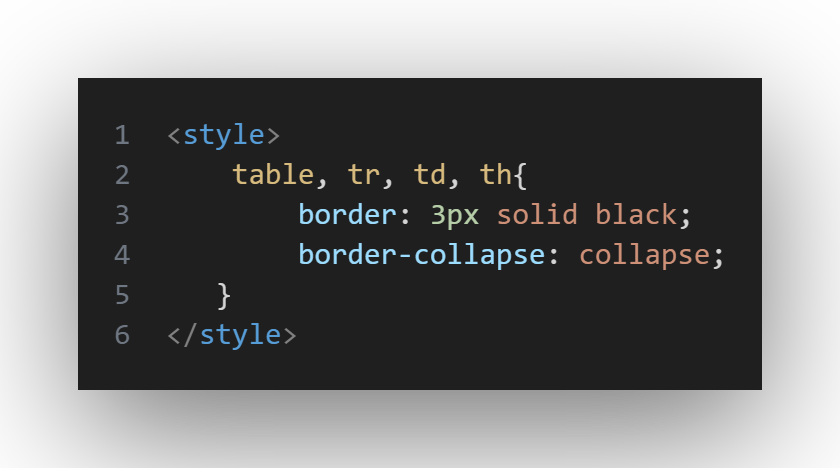 1 <style>
2 table, tr, td, th{
3 border: 3px solid black;
4 border-collapse: collapse;
5 }
6 </style>